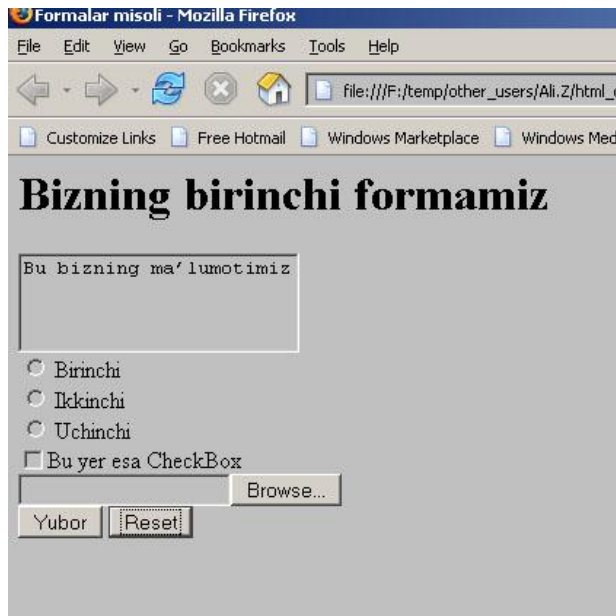 Formalar misoli - Mozilla Firefox
File Edit View Go Bookmarks Tools Help
file:///F:/temp/other_users/Ali.Z/html_
Customize Links Free Hotmail Windows Marketplace Windows Med
Bizning birinchi formamiz
Bu bizning ma'lumotimiz
Birinchi
Ikkinchi
Uchinchi
Bu yer esa CheckBox
Browse...
Yubor Reset